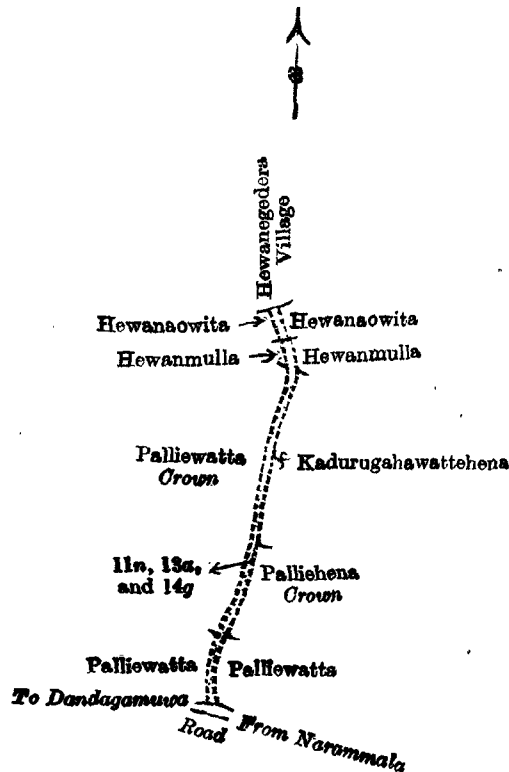 Hewanegedera
Village
Hewanaowita
Hewanaowita
Hewanmulla
Hewanmulla
Palliewatta
Crown
Kadurugahawattehena
11n, 13a,
and 14g
Palliehena
Crown
Palliewatta
Palliewatta
To Dandagamuwa
Road
From Narammala